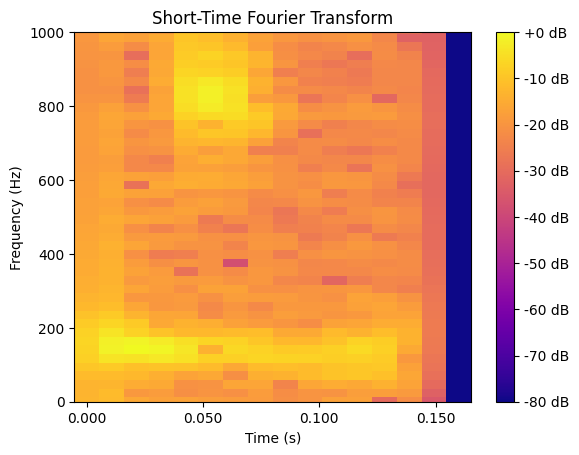 Short-Time Fourier Transform
Frequency (Hz)
1000
800
600
400
200
0
0.000
0.050
0.100
0.150
Time (s)
+0 dB
-10 dB
-20 dB
-30 dB
-40 dB
-50 dB
-60 dB
-70 dB
-80 dB